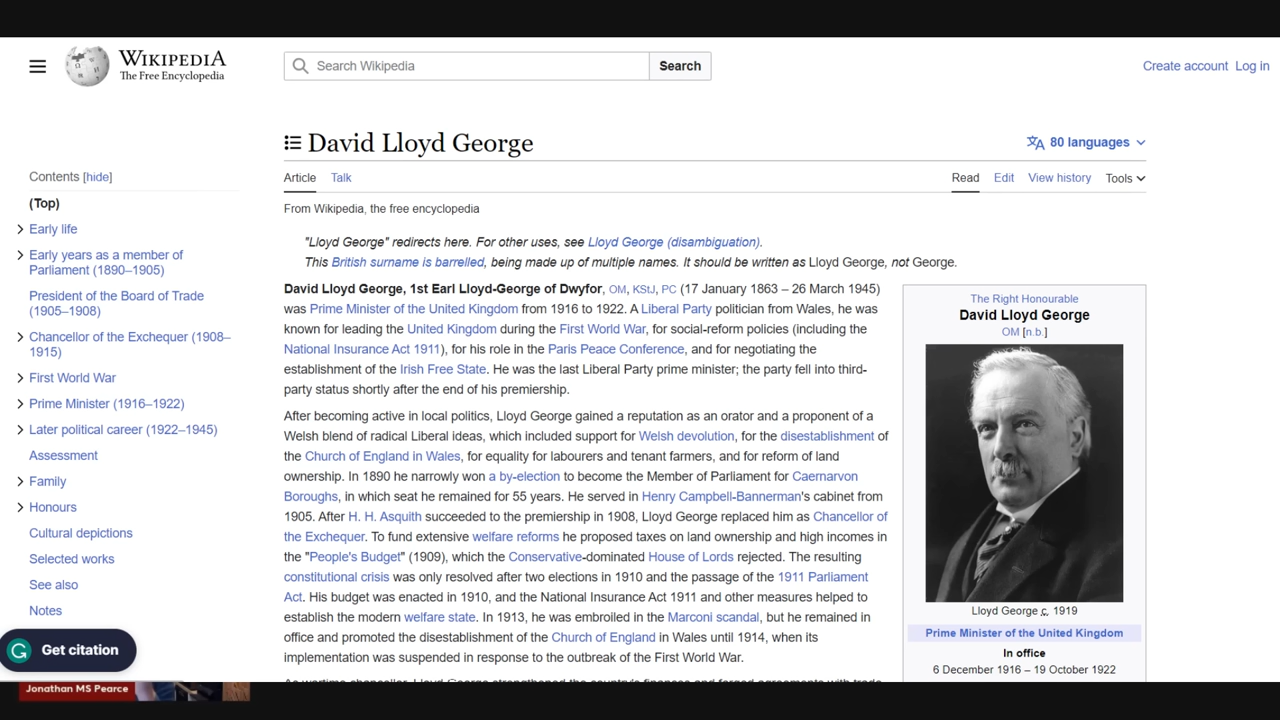 WIKIPEDIA
The Free Encyclopedia
Search Wikipedia
Search
Create account Log in
David Lloyd George
80 languages
Article Talk
Read Edit View history Tools
From Wikipedia, the free encyclopedia
Contents [hide]
(Top)
Early life
Early years as a member of
Parliament (1890–1905)
President of the Board of Trade
(1905–1908)
Chancellor of the Exchequer (1908–
1915)
First World War
Prime Minister (1916–1922)
Later political career (1922–1945)
Assessment
Family
Honours
Cultural depictions
Selected works
See also
Notes
Get citation
Jonathan MS Pearce
"Lloyd George" redirects here. For other uses, see Lloyd George (disambiguation).
This British surname is barrelled, being made up of multiple names. It should be written as Lloyd George, not George.
David Lloyd George, 1st Earl Lloyd-George of Dwyfor, OM, KStJ, PC (17 January 1863 – 26 March 1945)
was Prime Minister of the United Kingdom from 1916 to 1922. A Liberal Party politician from Wales, he was
known for leading the United Kingdom during the First World War, for social-reform policies (including the
National Insurance Act 1911), for his role in the Paris Peace Conference, and for negotiating the
establishment of the Irish Free State. He was the last Liberal Party prime minister; the party fell into third-
party status shortly after the end of his premiership.
After becoming active in local politics, Lloyd George gained a reputation as an orator and a proponent of a
Welsh blend of radical Liberal ideas, which included support for Welsh devolution, for the disestablishment of
the Church of England in Wales, for equality for labourers and tenant farmers, and for reform of land
ownership. In 1890 he narrowly won a by-election to become the Member of Parliament for Caernarvon
Boroughs, in which seat he remained for 55 years. He served in Henry Campbell-Bannerman's cabinet from
1905. After H. H. Asquith succeeded to the premiership in 1908, Lloyd George replaced him as Chancellor of
the Exchequer. To fund extensive welfare reforms he proposed taxes on land ownership and high incomes in
the "People's Budget" (1909), which the Conservative-dominated House of Lords rejected. The resulting
constitutional crisis was only resolved after two elections in 1910 and the passage of the 1911 Parliament
Act. His budget was enacted in 1910, and the National Insurance Act 1911 and other measures helped to
establish the modern welfare state. In 1913, he was embroiled in the Marconi scandal, but he remained in
office and promoted the disestablishment of the Church of England in Wales until 1914, when its
implementation was suspended in response to the outbreak of the First World War.
As wartime chancellor, Lloyd George strengthened the country's finances and forged agreements with trade
The Right Honourable
David Lloyd George
OM [n.b.]
Lloyd George c. 1919
Prime Minister of the United Kingdom
In office
6 December 1916 – 19 October 1922